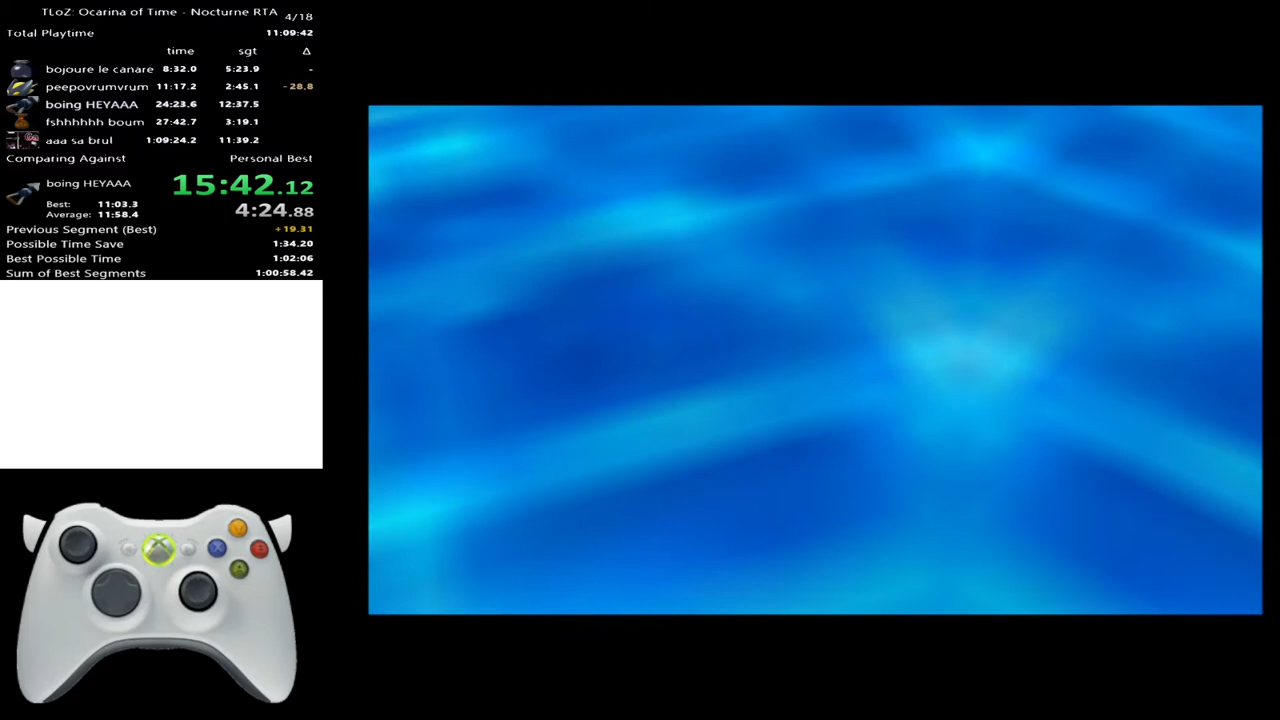 TLoZ: Ocarina of Time - Nocturne RTA 4/18
Total Playtime 11:09:42
time sgt Δ
bojoure le canare 8:32.0 5:23.9 -
peepovrumvrum 11:17.2 2:45.1 -28.8
boing HEYAAA 24:23.6 12:37.5
fshhhhhh boum 27:42.7 3:19.1
aaa sa brul 1:09:24.2 11:39.2
Comparing Against Personal Best
boing HEYAAA 15:42.12
Best: 11:03.3 4:24.88
Average: 11:58.4
Previous Segment (Best) +19.31
Possible Time Save 1:34.20
Best Possible Time 1:02:06
Sum of Best Segments 1:00:58.42
Y
X B
A